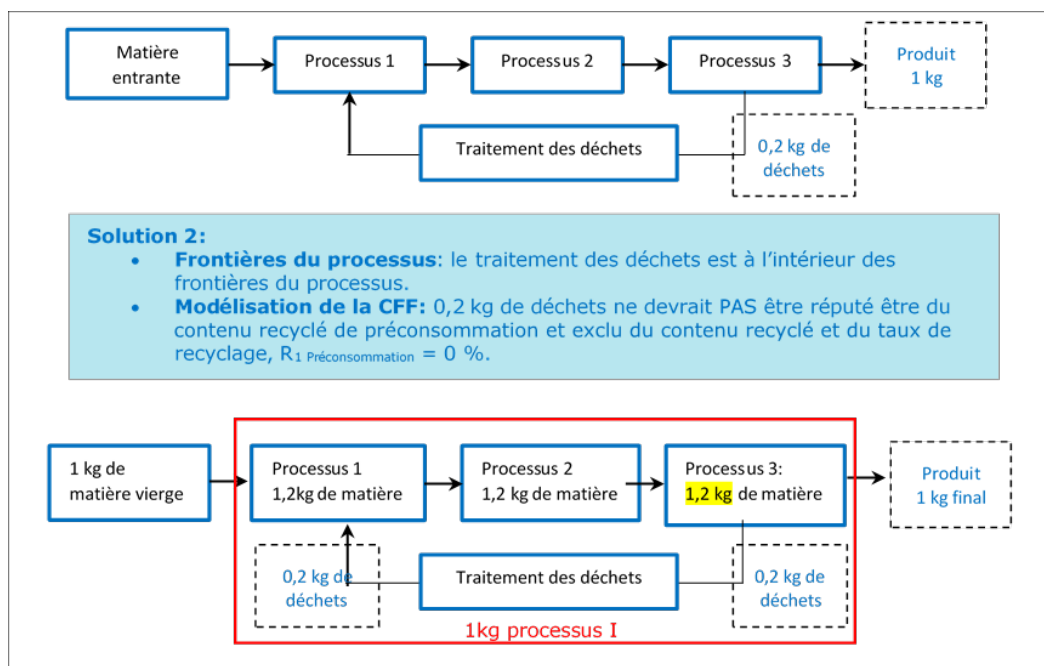 Matière
entrante
Processus 1
Processus 2
Processus 3
Produit
1 kg
Traitement des déchets
0,2 kg de
déchets
Solution 2:
• Frontières du processus: le traitement des déchets est à l’intérieur des
frontières du processus.
• Modélisation de la CFF: 0,2 kg de déchets ne devrait PAS être réputé être du
contenu recyclé de préconsommation et exclu du contenu recyclé et du taux de
recyclage, R1 Préconsommation = 0 %.
1 kg de
matière vierge
Processus 1
1,2kg de matière
Processus 2
1,2 kg de matière
Processus 3:
1,2 kg de matière
Produit
1 kg final
0,2 kg de
déchets
Traitement des déchets
0,2 kg de
déchets
1kg processus I